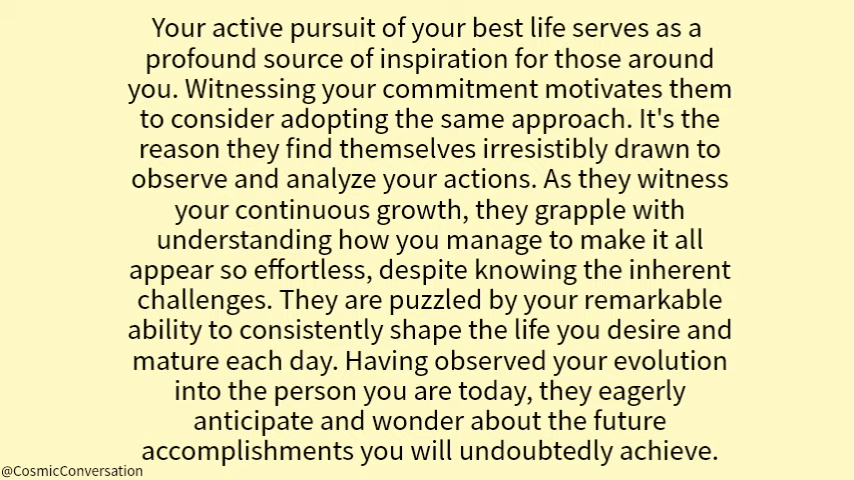 Your active pursuit of your best life serves as a
profound source of inspiration for those around
you. Witnessing your commitment motivates them
to consider adopting the same approach. It's the
reason they find themselves irresistibly drawn to
observe and analyze your actions. As they witness
your continuous growth, they grapple with
understanding how you manage to make it all
appear so effortless, despite knowing the inherent
challenges. They are puzzled by your remarkable
ability to consistently shape the life you desire and
mature each day. Having observed your evolution
into the person you are today, they eagerly
anticipate and wonder about the future
accomplishments you will undoubtedly achieve.
@CosmicConversation